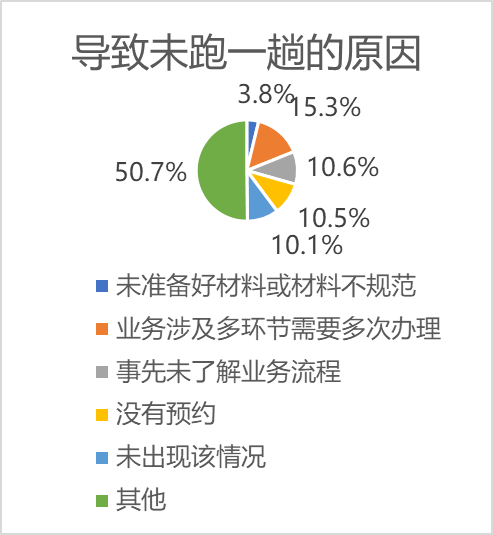 导致未跑一趟的原因
3.8%
15.3%
10.6%
10.5%
10.1%
50.7%
未准备好材料或材料不规范
业务涉及多环节需要多次办理
事先未了解业务流程
没有预约
未出现该情况
其他